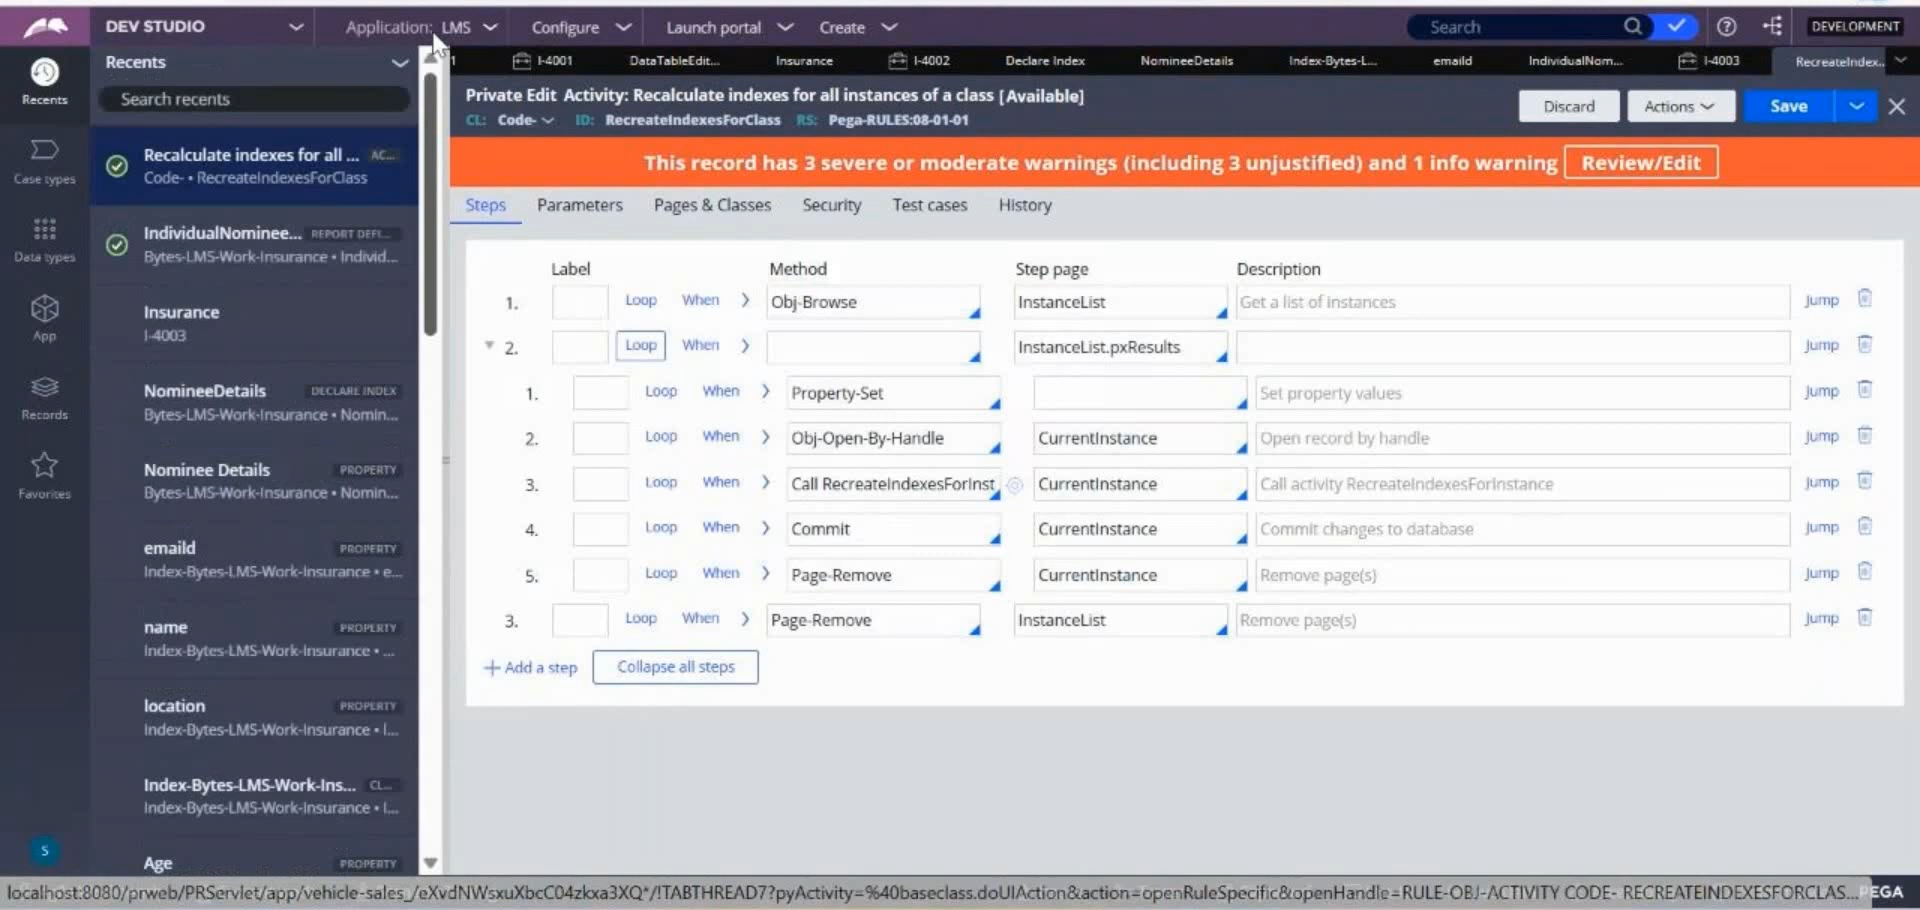 DEV STUDIO
Application: LMS
Configure
Launch portal
Create
Search
DEVELOPMENT
Recents
Case types
Data types
App
Records
Favorites
S
Recents
Search recents
Recalculate indexes for all ... AC...
Code- • RecreateIndexesForClass
IndividualNominee... REPORT DEFI...
Bytes-LMS-Work-Insurance • Individ...
Insurance
I-4003
NomineeDetails DECLARE INDEX
Bytes-LMS-Work-Insurance • Nomin...
Nominee Details PROPERTY
Bytes-LMS-Work-Insurance • Nomin...
emaild PROPERTY
Index-Bytes-LMS-Work-Insurance • e...
name PROPERTY
Index-Bytes-LMS-Work-Insurance • ...
location PROPERTY
Index-Bytes-LMS-Work-Insurance • l...
Index-Bytes-LMS-Work-Ins... CL...
Index-Bytes-LMS-Work-Insurance • I...
Age PROPERTY
1 I-4001 DataTableEdit... Insurance I-4002 Declare Index NomineeDetails Index-Bytes-L... emaild IndividualNom... I-4003 RecreateIndex..
Private Edit Activity: Recalculate indexes for all instances of a class [Available]
CL: Code- ID: RecreateIndexesForClass RS: Pega-RULES:08-01-01
Discard Actions Save
This record has 3 severe or moderate warnings (including 3 unjustified) and 1 info warning Review/Edit
Steps Parameters Pages & Classes Security Test cases History
Label Method Step page Description
1. Loop When Obj-Browse InstanceList Get a list of instances Jump
2. Loop When InstanceList.pxResults Jump
1. Loop When Property-Set Set property values Jump
2. Loop When Obj-Open-By-Handle CurrentInstance Open record by handle Jump
3. Loop When Call RecreateIndexesForInst CurrentInstance Call activity RecreateIndexesForInstance Jump
4. Loop When Commit CurrentInstance Commit changes to database Jump
5. Loop When Page-Remove CurrentInstance Remove page(s) Jump
3. Loop When Page-Remove InstanceList Remove page(s) Jump
+ Add a step Collapse all steps
localhost:8080/prweb/PRServlet/app/vehicle-sales_/eXvdNWsxuXbcC04zkxa3XQ*/!TABTHREAD7?pyActivity=%40baseclass.doUIAction&action=openRuleSpecific&openHandle=RULE-OBJ-ACTIVITY CODE- RECREATEINDEXESFORCLAS...
PEGA